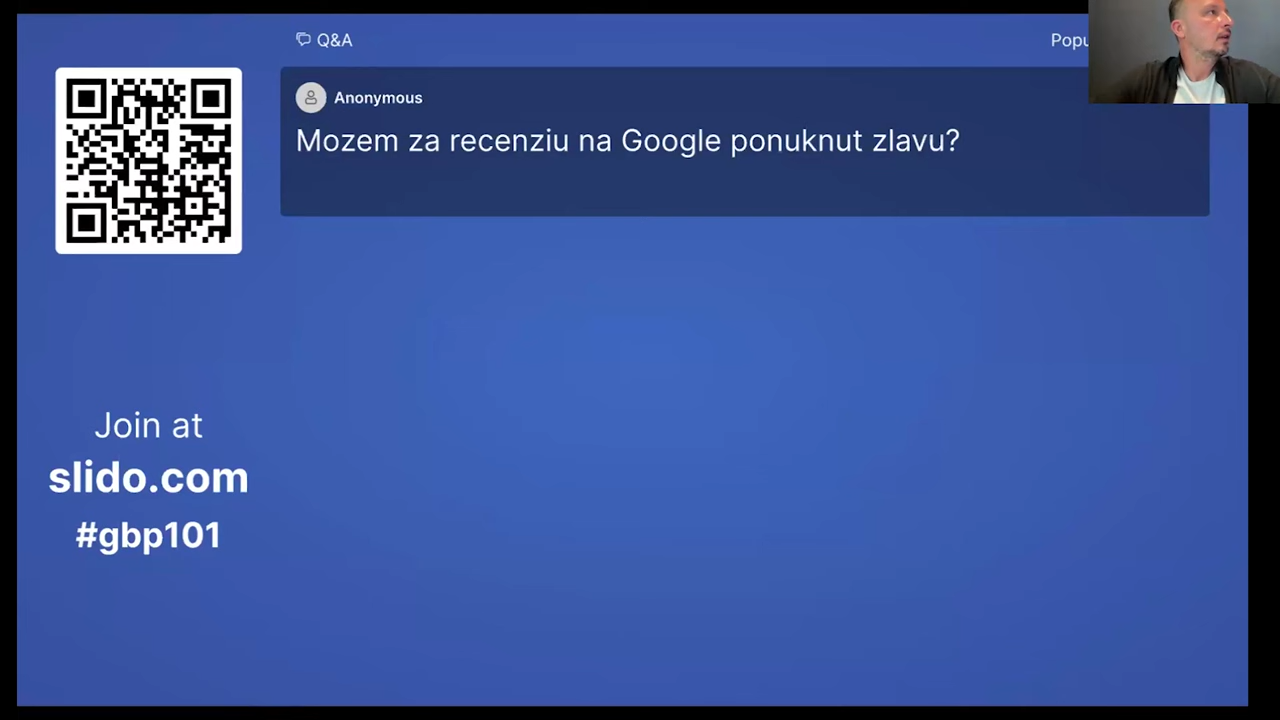 Q&A
Popu
Anonymous
Mozem za recenziu na Google ponuknut zlavu?
Join at
slido.com
#gbp101